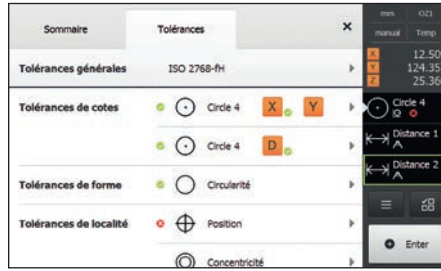 Sommaire
Tolérances
×
Tolérances générales ISO 2768-fH
Tolérances de cotes Circle 4 X Y
Circle 4 D
Tolérances de forme Circularité
Tolérances de localité Position
Concentricité
mm OZ1
manual Temp
X 12.50
Y 124.35
Z 25.36
Circle 4
Distance 1
Distance 2
Enter